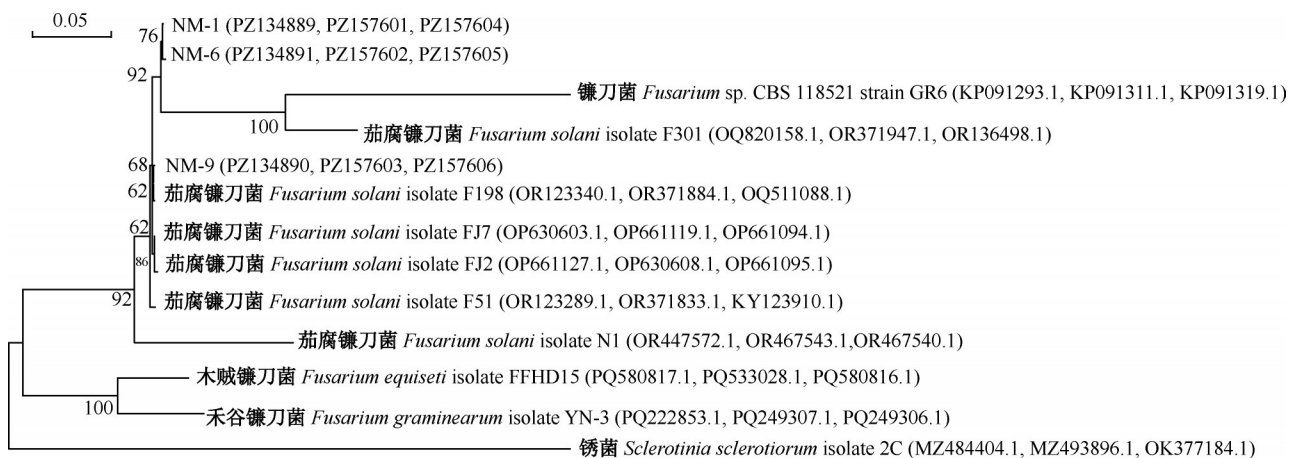 0.05
76
NM-1 (PZ134889, PZ157601, PZ157604)
NM-6 (PZ134891, PZ157602, PZ157605)
92
镰刀菌 Fusarium sp. CBS 118521 strain GR6 (KP091293.1, KP091311.1, KP091319.1)
100
茄腐镰刀菌 Fusarium solani isolate F301 (OQ820158.1, OR371947.1, OR136498.1)
68
NM-9 (PZ134890, PZ157603, PZ157606)
62
茄腐镰刀菌 Fusarium solani isolate F198 (OR123340.1, OR371884.1, OQ511088.1)
62
茄腐镰刀菌 Fusarium solani isolate FJ7 (OP630603.1, OP661119.1, OP661094.1)
86
茄腐镰刀菌 Fusarium solani isolate FJ2 (OP661127.1, OP630608.1, OP661095.1)
92
茄腐镰刀菌 Fusarium solani isolate F51 (OR123289.1, OR371833.1, KY123910.1)
茄腐镰刀菌 Fusarium solani isolate N1 (OR447572.1, OR467543.1,OR467540.1)
木贼镰刀菌 Fusarium equiseti isolate FFHD15 (PQ580817.1, PQ533028.1, PQ580816.1)
100
禾谷镰刀菌 Fusarium graminearum isolate YN-3 (PQ222853.1, PQ249307.1, PQ249306.1)
锈菌 Sclerotinia sclerotiorum isolate 2C (MZ484404.1, MZ493896.1, OK377184.1)